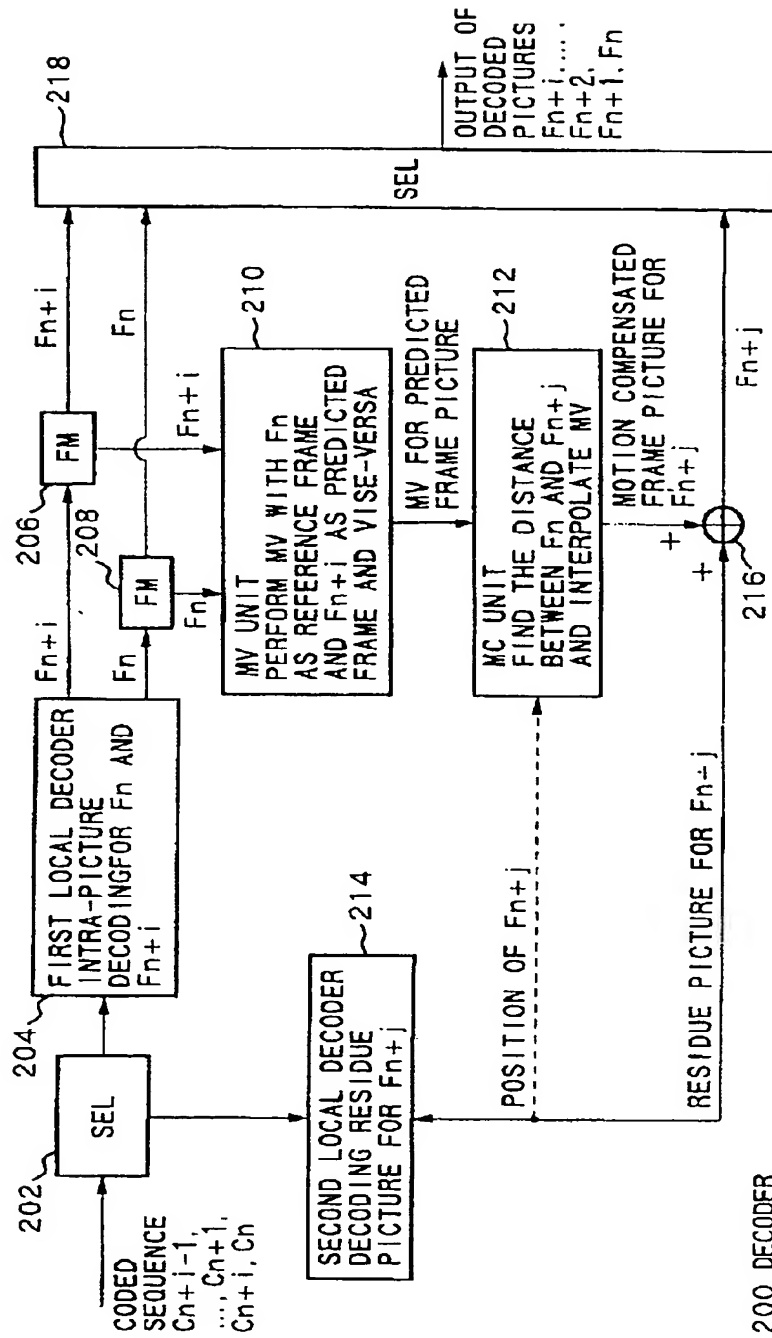 CODED
SEQUENCE
Cn+i-1,
..., Cn+1,
Cn+i, Cn
202
SEL
204
FIRST LOCAL DECODER
INTRA-PICTURE
DECODINGFOR Fn AND
Fn+i
Fn+i
Fn
206
FM
208
FM
Fn+i
Fn
Fn+i
Fn
210
MV UNIT
PERFORM MV WITH Fn
AS REFERENCE FRAME
AND Fn+i AS PREDICTED
FRAME AND VISE-VERSA
MV FOR PREDICTED
FRAME PICTURE
212
MC UNIT
FIND THE DISTANCE
BETWEEN Fn AND Fn+j
AND INTERPOLATE MV
MOTION COMPENSATED
FRAME PICTURE FOR
Fn+j
214
SECOND LOCAL DECODER
DECODING RESIDUE
PICTURE FOR Fn+j
POSITION OF Fn+j
RESIDUE PICTURE FOR Fn+j
+
+
216
Fn+j
218
SEL
OUTPUT OF
DECODED
PICTURES
Fn+i.....
Fn+2,
Fn+1, Fn
200 DECODER